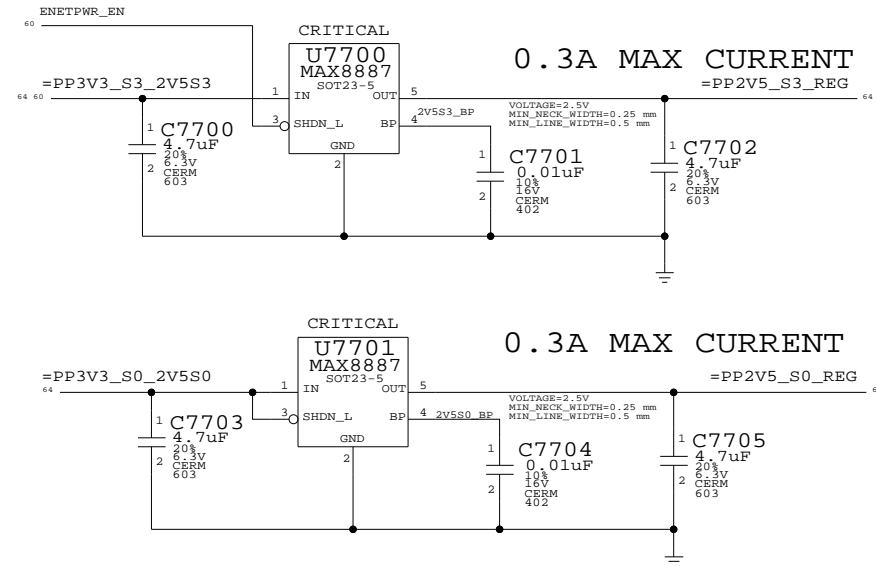 ENETPWR_EN
60
CRITICAL
U7700
MAX8887
SOT23-5
0.3A MAX CURRENT
=PP3V3_S3_2V5S3
=PP2V5_S3_REG
64 60
1
IN
OUT
5
64
VOLTAGE=2.5V
MIN_NECK_WIDTH=0.25 mm
MIN_LINE_WIDTH=0.5 mm
3
SHDN_L
BP
4
2V5S3_BP
GND
2
1
C7700
4.7uF
20%
6.3V
CERM
603
2
1
C7701
0.01uF
10%
16V
CERM
402
2
1
C7702
4.7uF
20%
6.3V
CERM
603
2
CRITICAL
U7701
MAX8887
SOT23-5
0.3A MAX CURRENT
=PP3V3_S0_2V5S0
=PP2V5_S0_REG
64
1
IN
OUT
5
VOLTAGE=2.5V
MIN_NECK_WIDTH=0.25 mm
MIN_LINE_WIDTH=0.5 mm
3
SHDN_L
BP
4
2V5S0_BP
GND
2
1
C7703
4.7uF
20%
6.3V
CERM
603
2
1
C7704
0.01uF
10%
16V
CERM
402
2
1
C7705
4.7uF
20%
6.3V
CERM
603
2